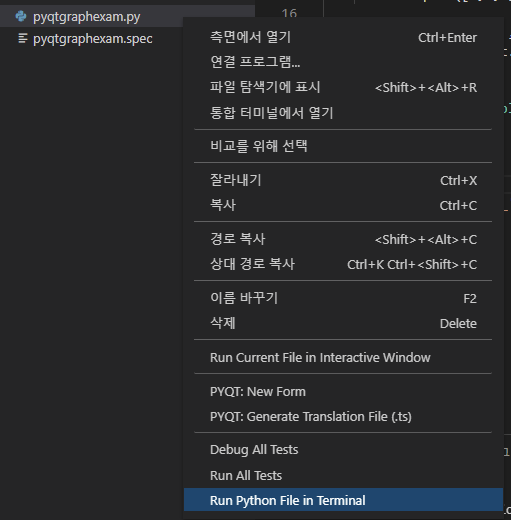 pyqtgraphexam.py
16
pyqtgraphexam.spec
측면에서 열기 Ctrl+Enter
연결 프로그램...
파일 탐색기에 표시 <Shift>+<Alt>+R
통합 터미널에서 열기
비교를 위해 선택
잘라내기 Ctrl+X
복사 Ctrl+C
경로 복사 <Shift>+<Alt>+C
상대 경로 복사 Ctrl+K Ctrl+<Shift>+C
이름 바꾸기 F2
삭제 Delete
Run Current File in Interactive Window
PYQT: New Form
PYQT: Generate Translation File (.ts)
Debug All Tests
Run All Tests
Run Python File in Terminal